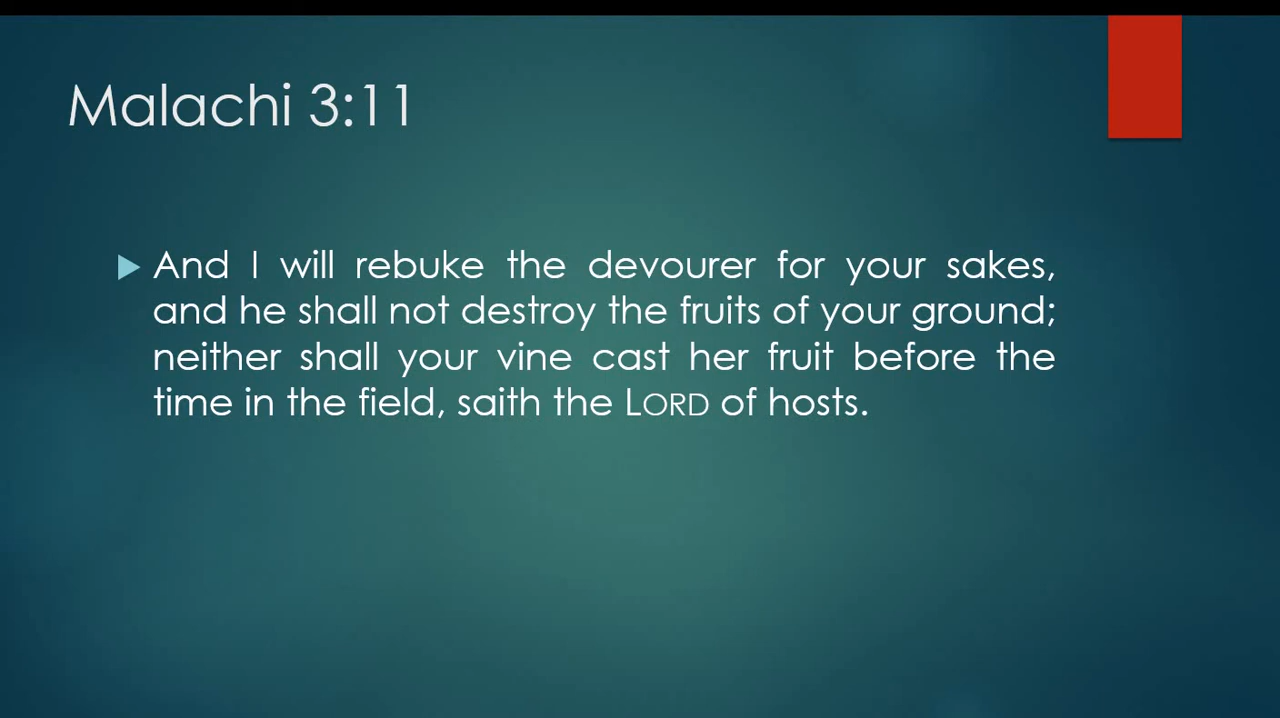 Malachi 3:11
And I will rebuke the devourer for your sakes,
and he shall not destroy the fruits of your ground;
neither shall your vine cast her fruit before the
time in the field, saith the LORD of hosts.